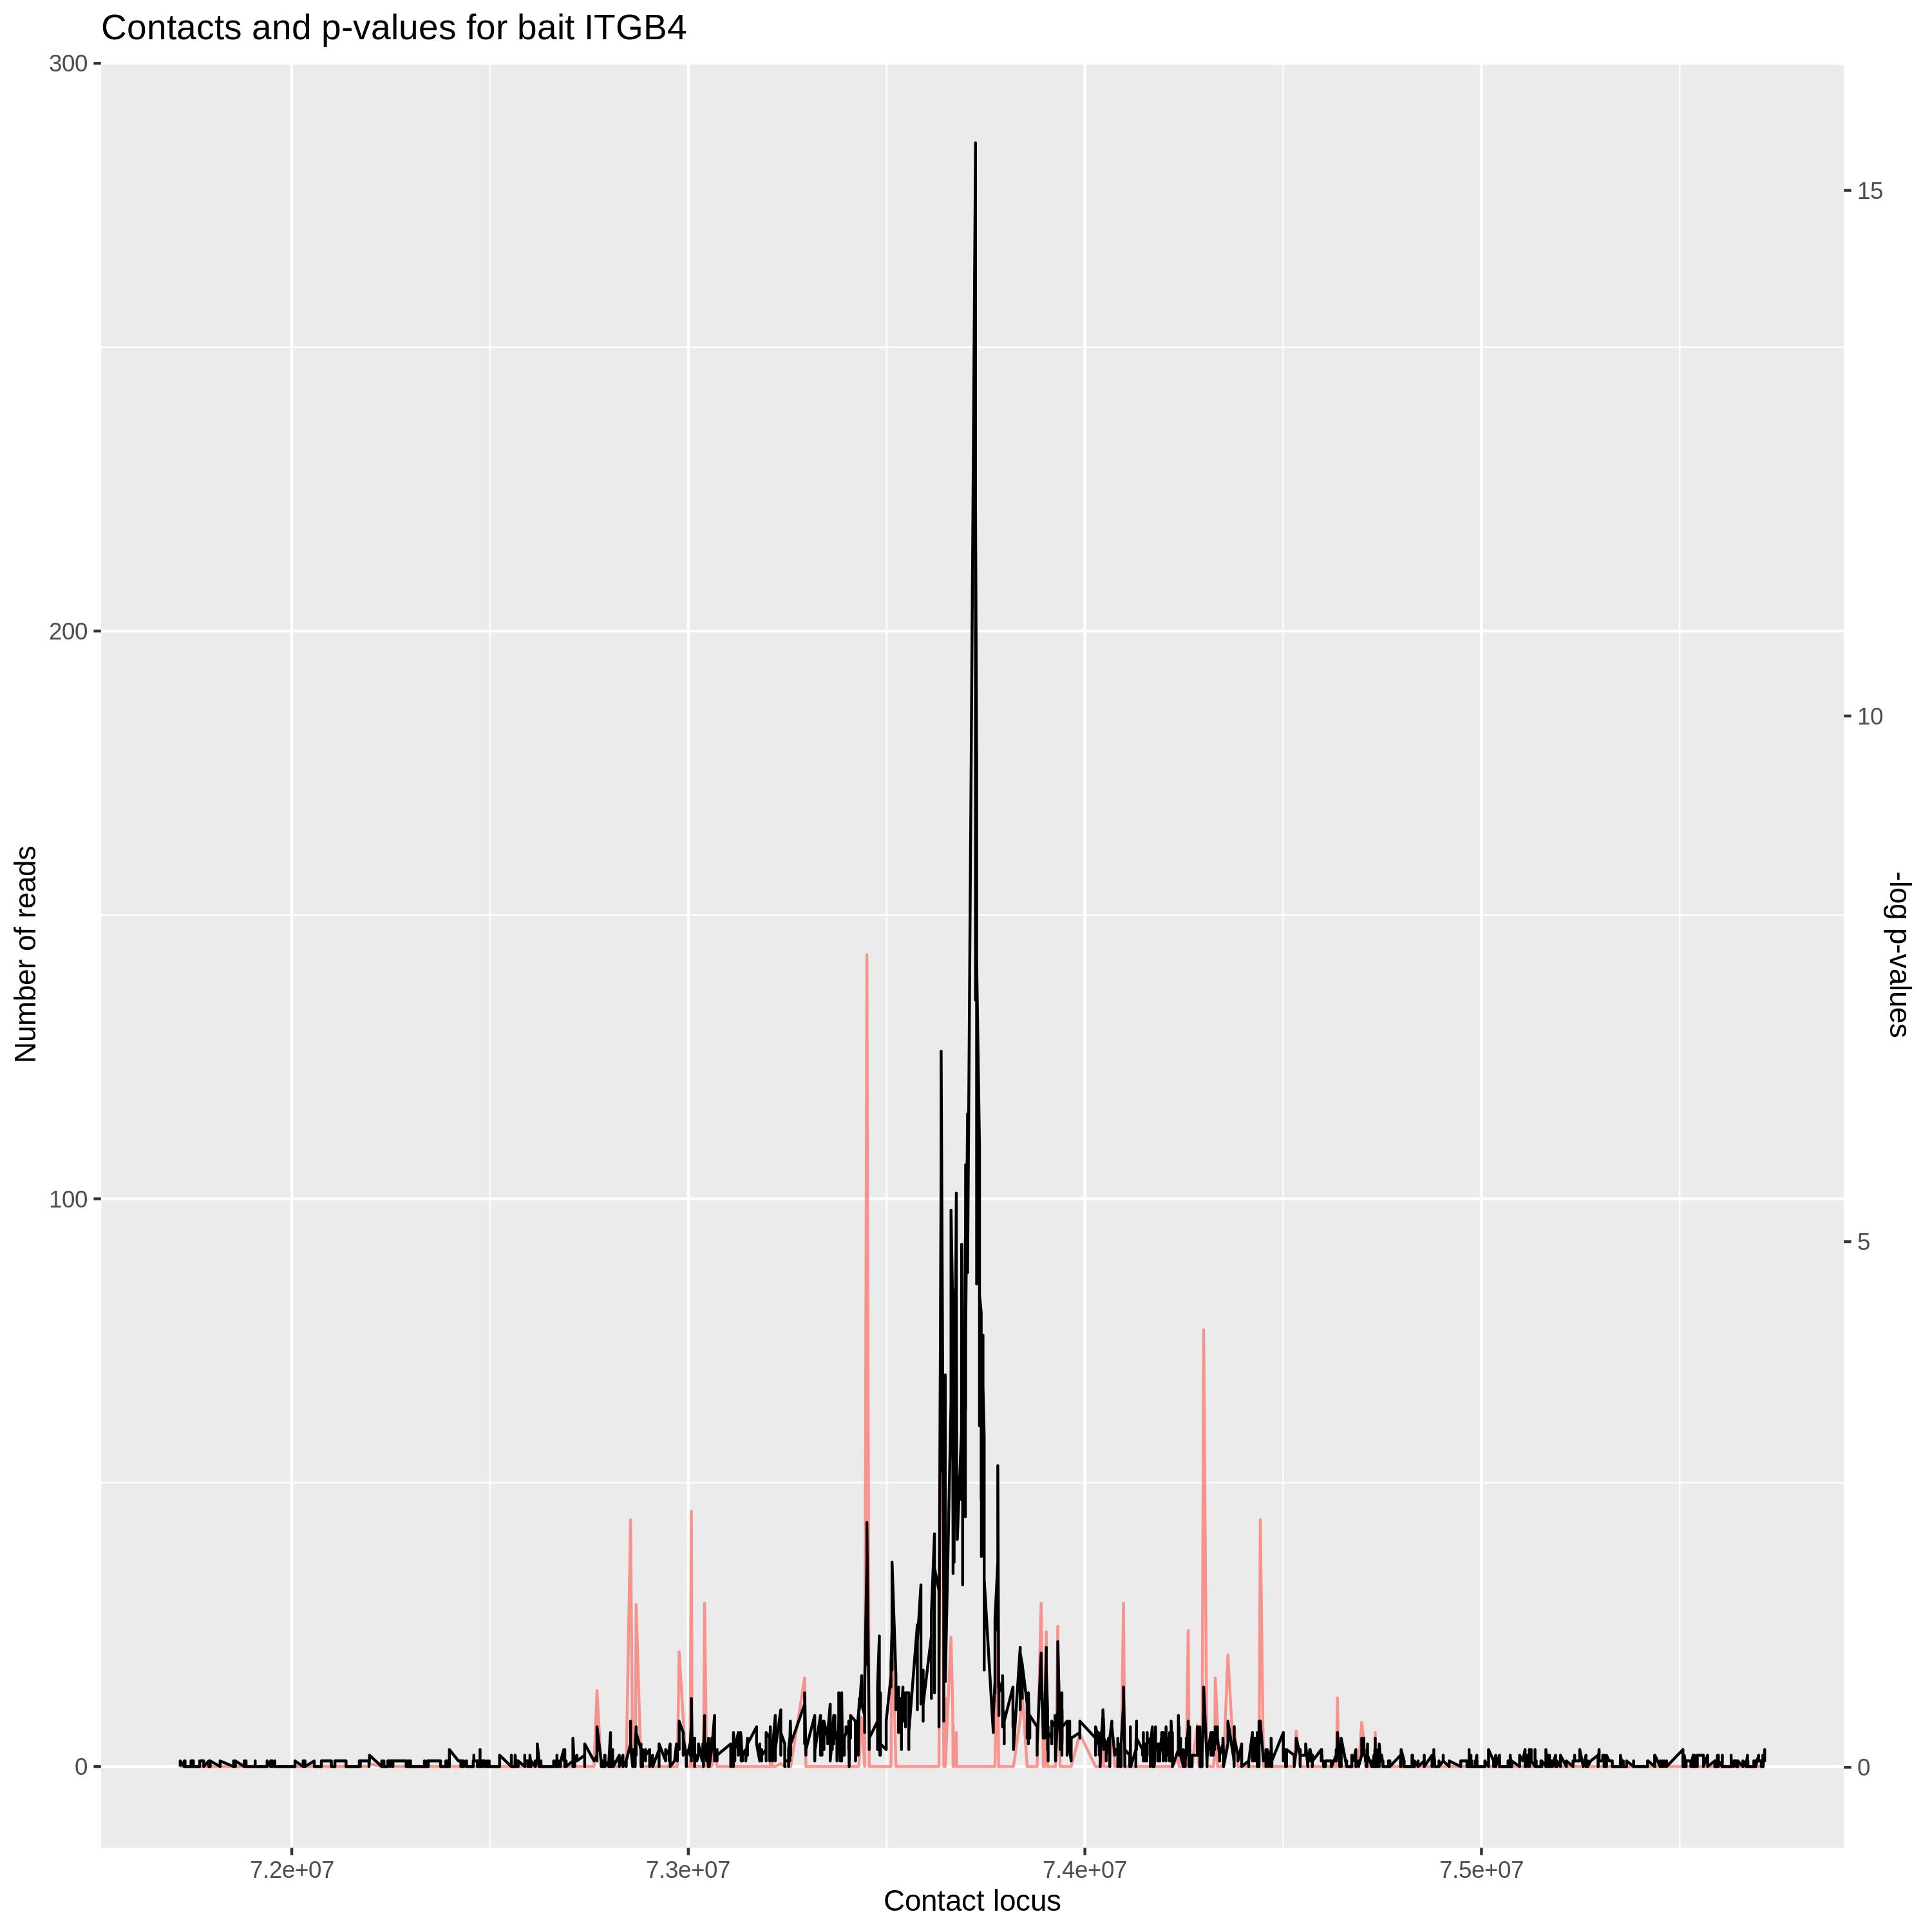 Contacts and p-values for bait ITGB4
300
200
100
0
15
10
5
0
Number of reads
-log p-values
7.2e+07
7.3e+07
7.4e+07
7.5e+07
Contact locus